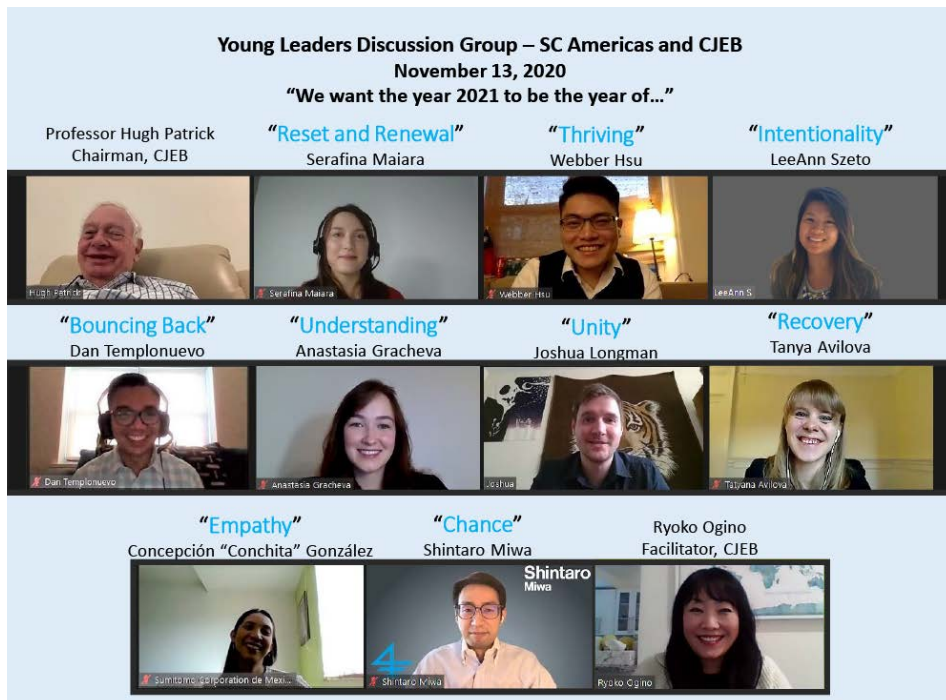 Young Leaders Discussion Group – SC Americas and CJEB
November 13, 2020
“We want the year 2021 to be the year of…”
Professor Hugh Patrick
Chairman, CJEB
“Reset and Renewal”
Serafina Maiara
“Thriving”
Webber Hsu
“Intentionality”
LeeAnn Szeto
Hugh Patrick
Serafina Maiara
Webber Hsu
LeeAnn S
“Bouncing Back”
Dan Templonuevo
“Understanding”
Anastasia Gracheva
“Unity”
Joshua Longman
“Recovery”
Tanya Avilova
Dan Templonuevo
Anastasia Gracheva
Joshua
Tatyana Avilova
“Empathy”
Concepción “Conchita” González
“Chance”
Shintaro Miwa
Ryoko Ogino
Facilitator, CJEB
Shintaro
Miwa
Sumitomo Corporation de Mexi...
Shintaro Miwa
Ryoko Ogino